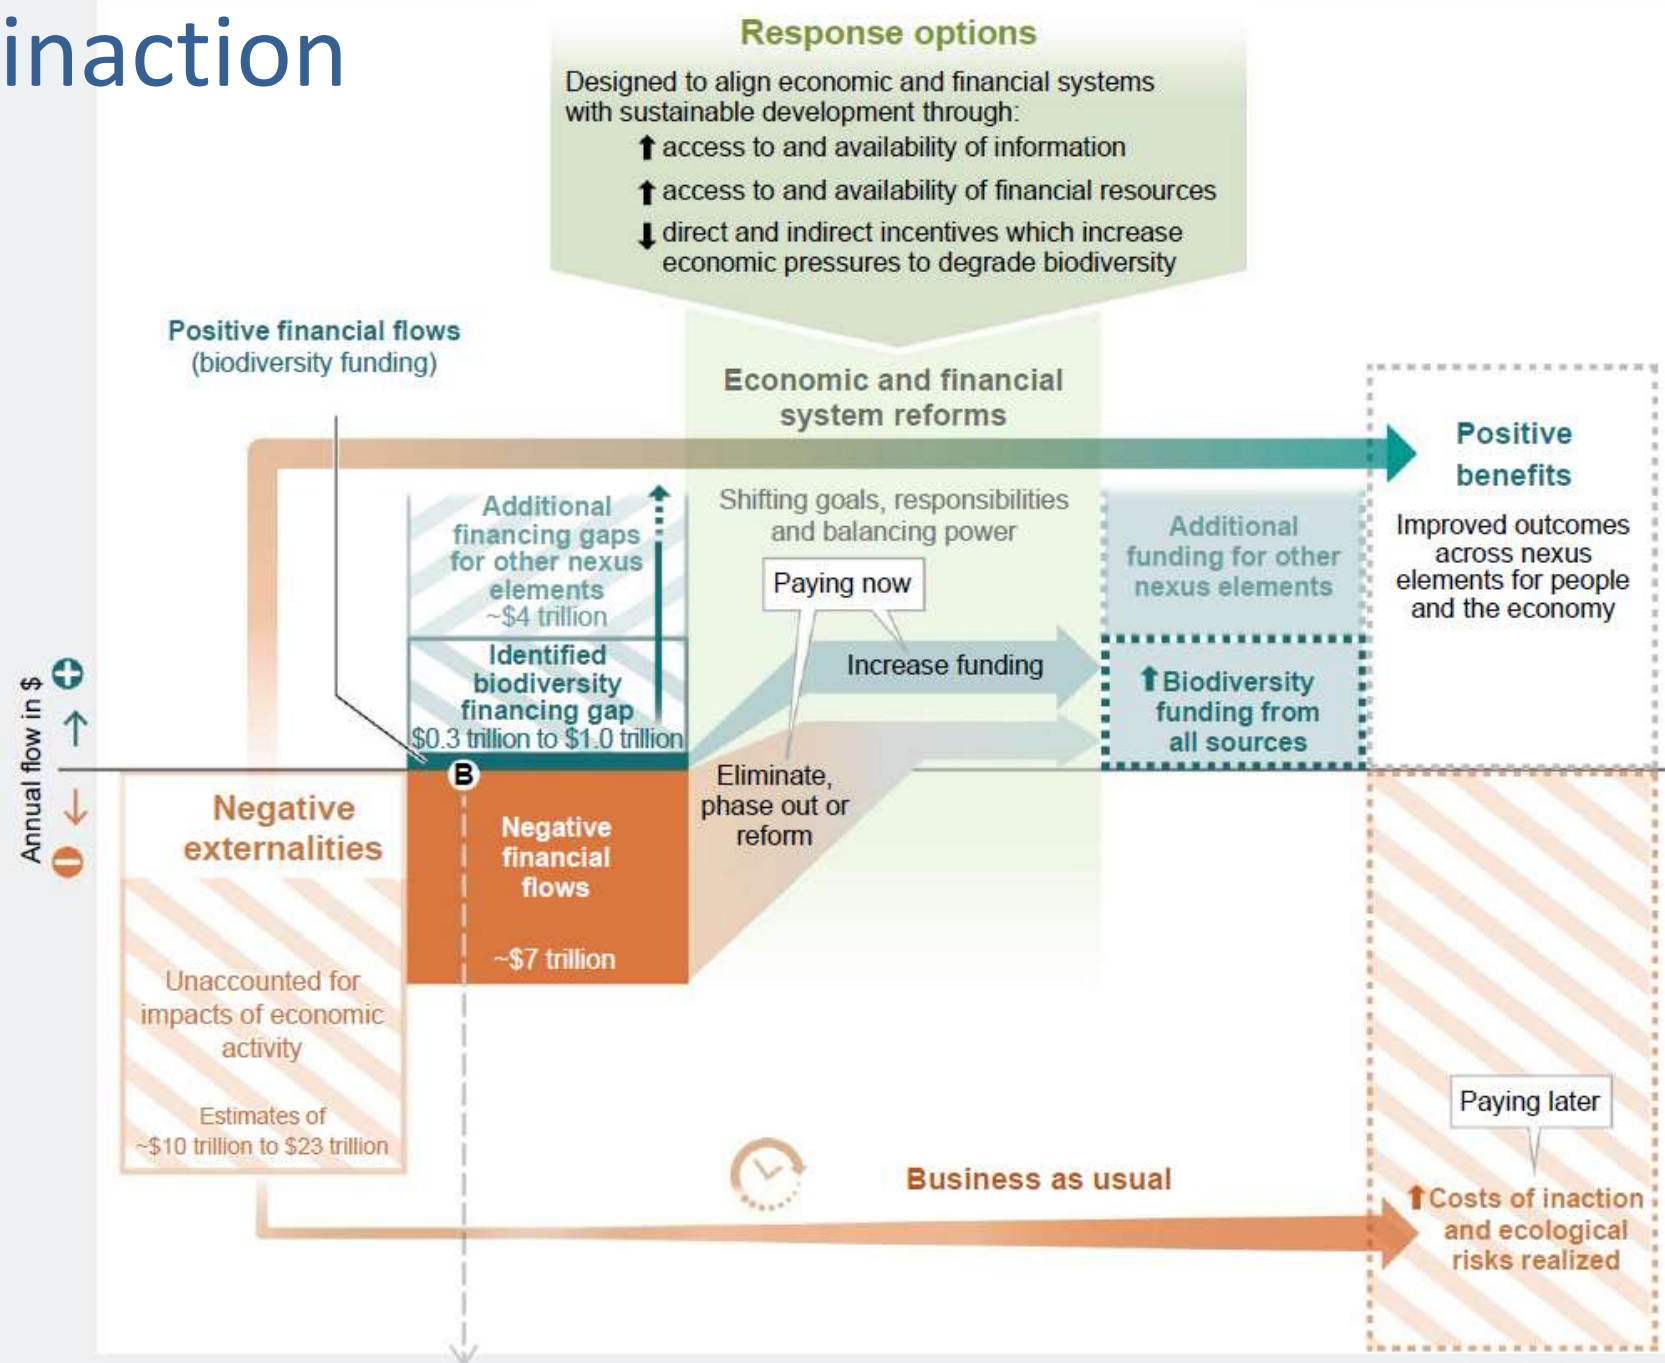 inaction
Response options
Designed to align economic and financial systems
with sustainable development through:
⬆ access to and availability of information
⬆ access to and availability of financial resources
⬇ direct and indirect incentives which increase
economic pressures to degrade biodiversity
Positive financial flows
(biodiversity funding)
Economic and financial
system reforms
Shifting goals, responsibilities
and balancing power
Paying now
Increase funding
Eliminate,
phase out or
reform
Additional
financing gaps
for other nexus
elements
~$4 trillion
Identified
biodiversity
financing gap
$0.3 trillion to $1.0 trillion
B
Negative
financial
flows
~$7 trillion
Annual flow in $
Negative
externalities
Unaccounted for
impacts of economic
activity
Estimates of
~$10 trillion to $23 trillion
Additional
funding for other
nexus elements
⬆Biodiversity
funding from
all sources
Positive
benefits
Improved outcomes
across nexus
elements for people
and the economy
Business as usual
Paying later
⬆Costs of inaction
and ecological
risks realized